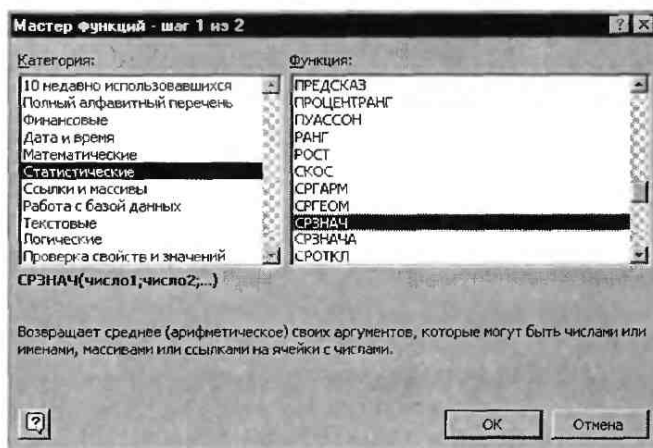 Мастер функций - шаг 1 из 2
Категория:
10 недавно использовавшихся
Полный алфавитный перечень
Финансовые
Дата и время
Математические
Статистические
Ссылки и массивы
Работа с базой данных
Текстовые
Логические
Проверка свойств и значений
Функция:
ПРЕДСКАЗ
ПРОЦЕНТРАНГ
ПУАССОН
РАНГ
РОСТ
СКОС
СРГАРМ
СРГЕОМ
СРЗНАЧ
СРЗНАЧА
СРОТКЛ
СРЗНАЧ(число1;число2;...)
Возвращает среднее (арифметическое) своих аргументов, которые могут быть числами или
именами, массивами или ссылками на ячейки с числами.
OK
Отмена